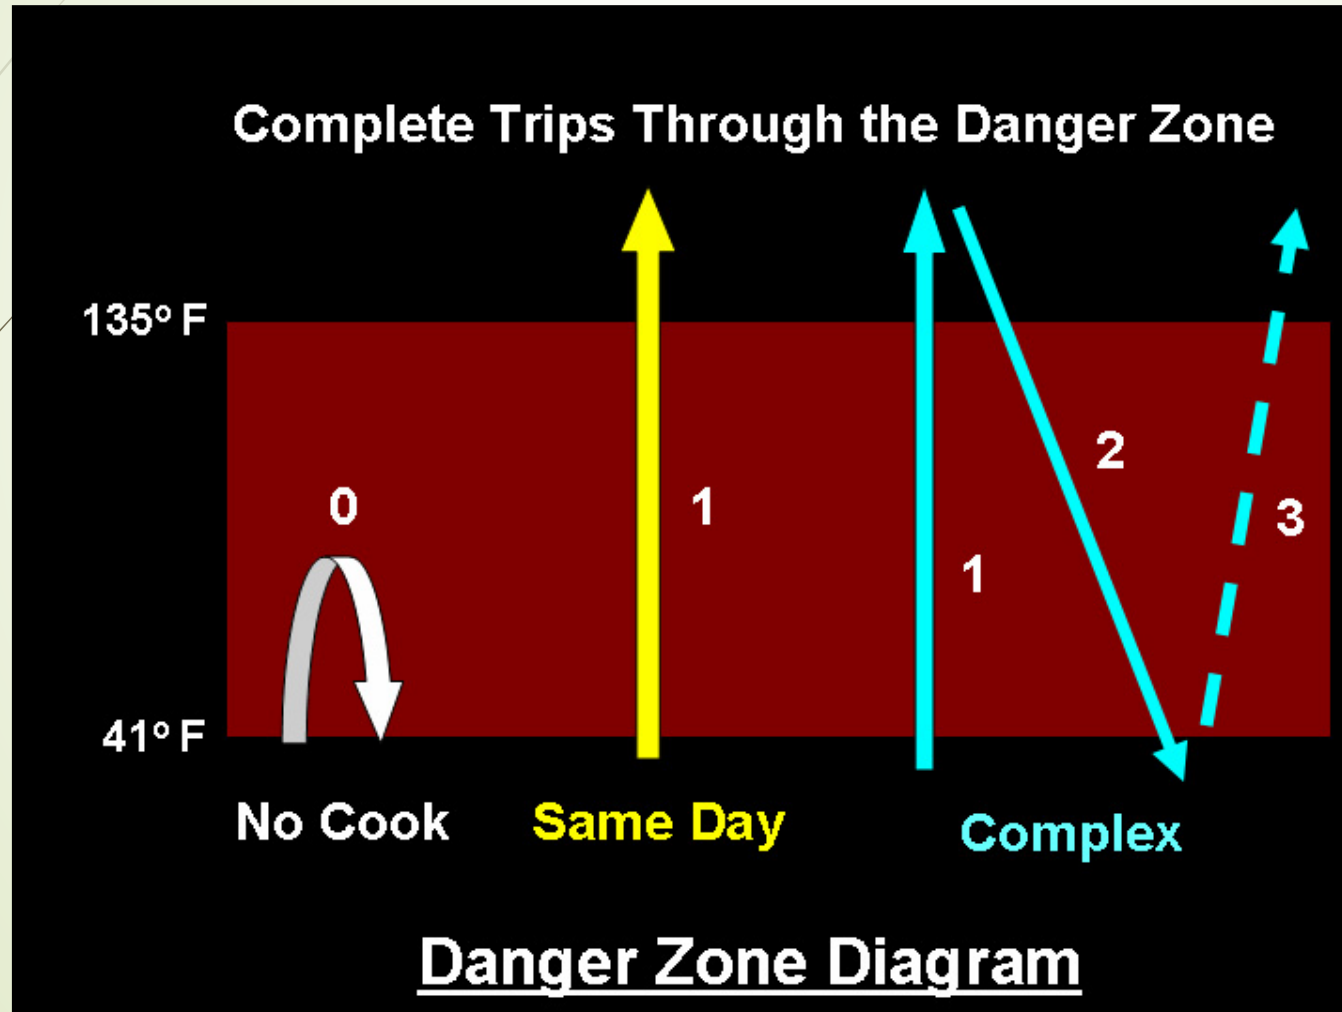 Complete Trips Through the Danger Zone
135° F
2
0
1
3
1
41° F
No Cook
Same Day
Complex
Danger Zone Diagram